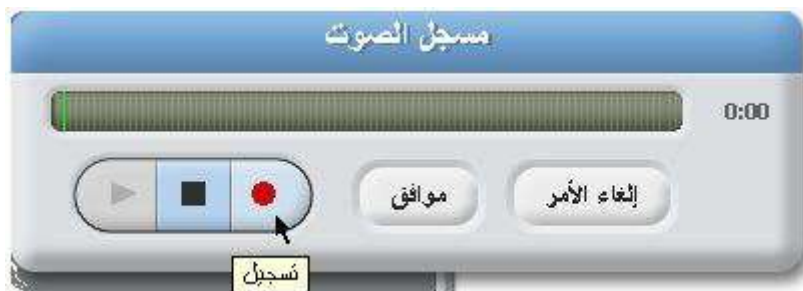 مسجل الصوت
0:00
موافق
إلغاء الأمر
تسجيل